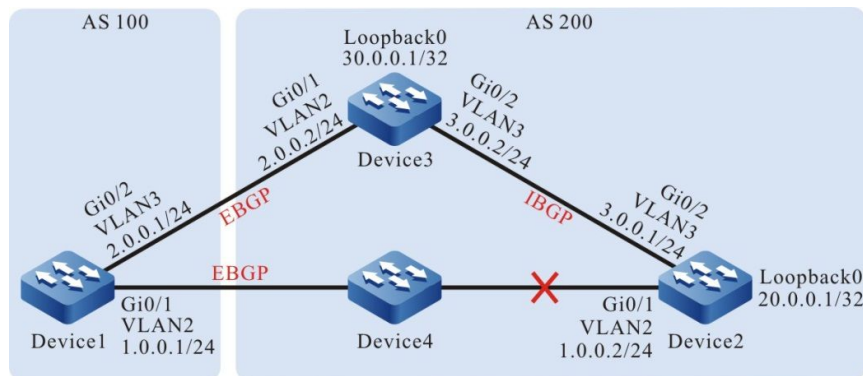 AS 100
AS 200
Loopback0
30.0.0.1/32
Gi0/1
VLAN2
2.0.0.2/24
Gi0/2
VLAN3
3.0.0.2/24
Device3
Gi0/2
VLAN3
2.0.0.1/24
EBGP
IBGP
Gi0/2
VLAN3
3.0.0.1/24
EBGP
Loopback0
20.0.0.1/32
Gi0/1
VLAN2
1.0.0.1/24
Device1
Device4
Gi0/1
VLAN2
1.0.0.2/24
Device2